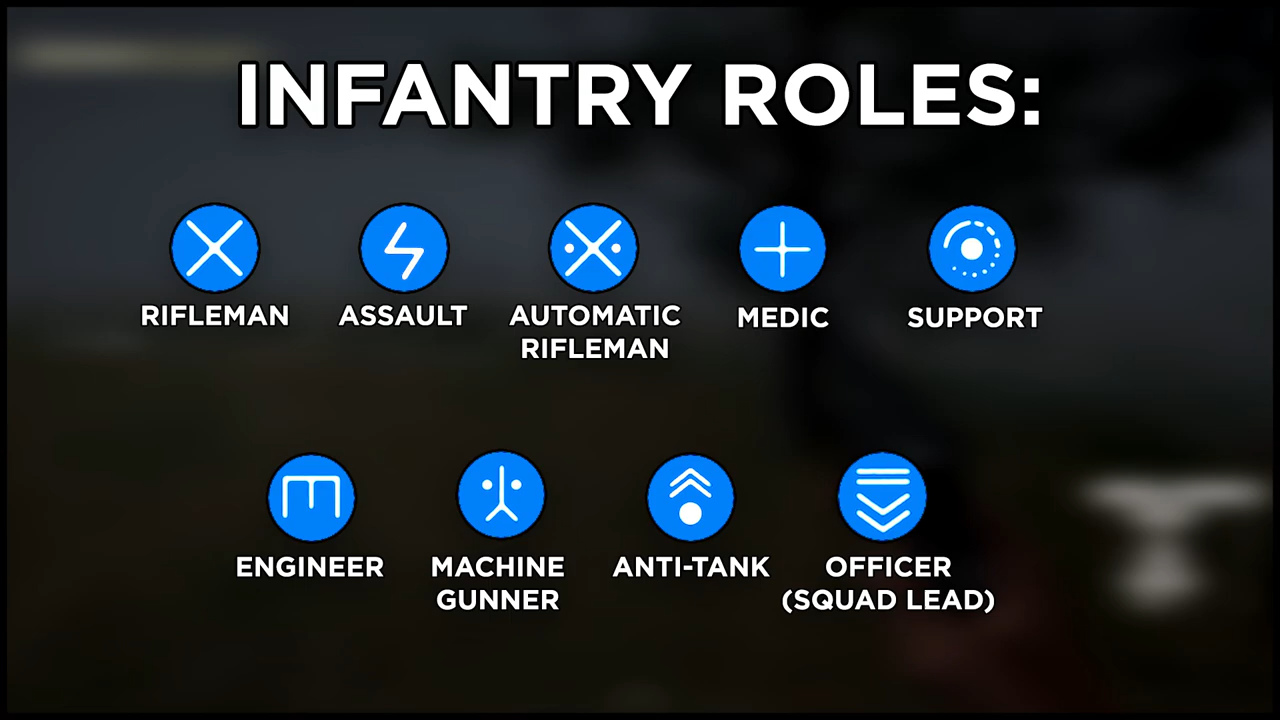 INFANTRY ROLES:
RIFLEMAN
ASSAULT
AUTOMATIC
RIFLEMAN
MEDIC
SUPPORT
ENGINEER
MACHINE
GUNNER
ANTI-TANK
OFFICER
(SQUAD LEAD)